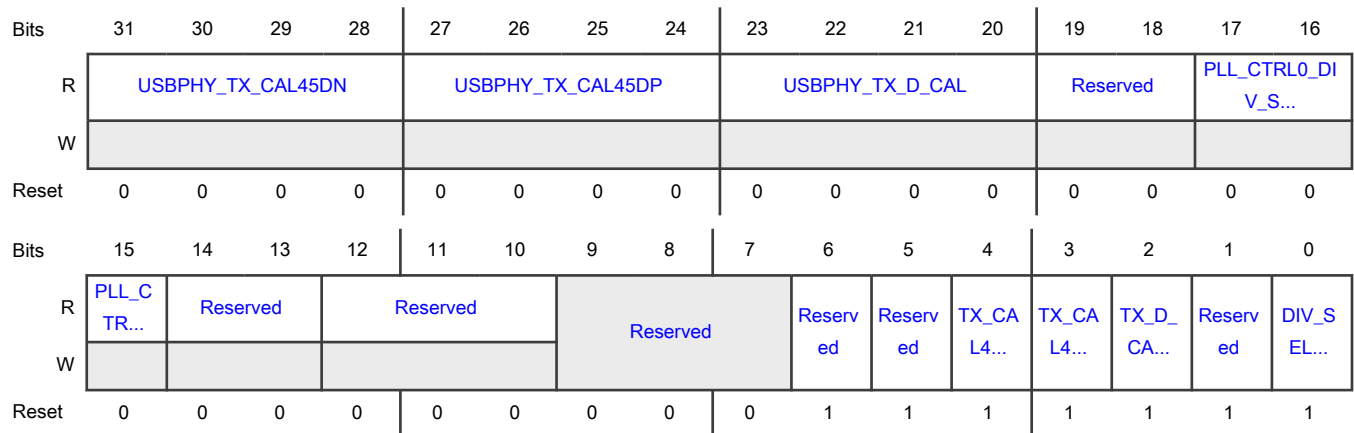 Bits 31 30 29 28 27 26 25 24 23 22 21 20 19 18 17 16
R USBPHY_TX_CAL45DN USBPHY_TX_CAL45DP USBPHY_TX_D_CAL Reserved PLL_CTRL0_DI
V_S...
W
Reset 0 0 0 0 0 0 0 0 0 0 0 0 0 0 0 0
Bits 15 14 13 12 11 10 9 8 7 6 5 4 3 2 1 0
R PLL_C Reserved Reserved Reserved Reserv Reserv TX_CA TX_CA TX_D_ Reserv DIV_S
TR... ed ed L4... L4... CA... ed EL...
W
Reset 0 0 0 0 0 0 0 0 0 1 1 1 1 1 1 1